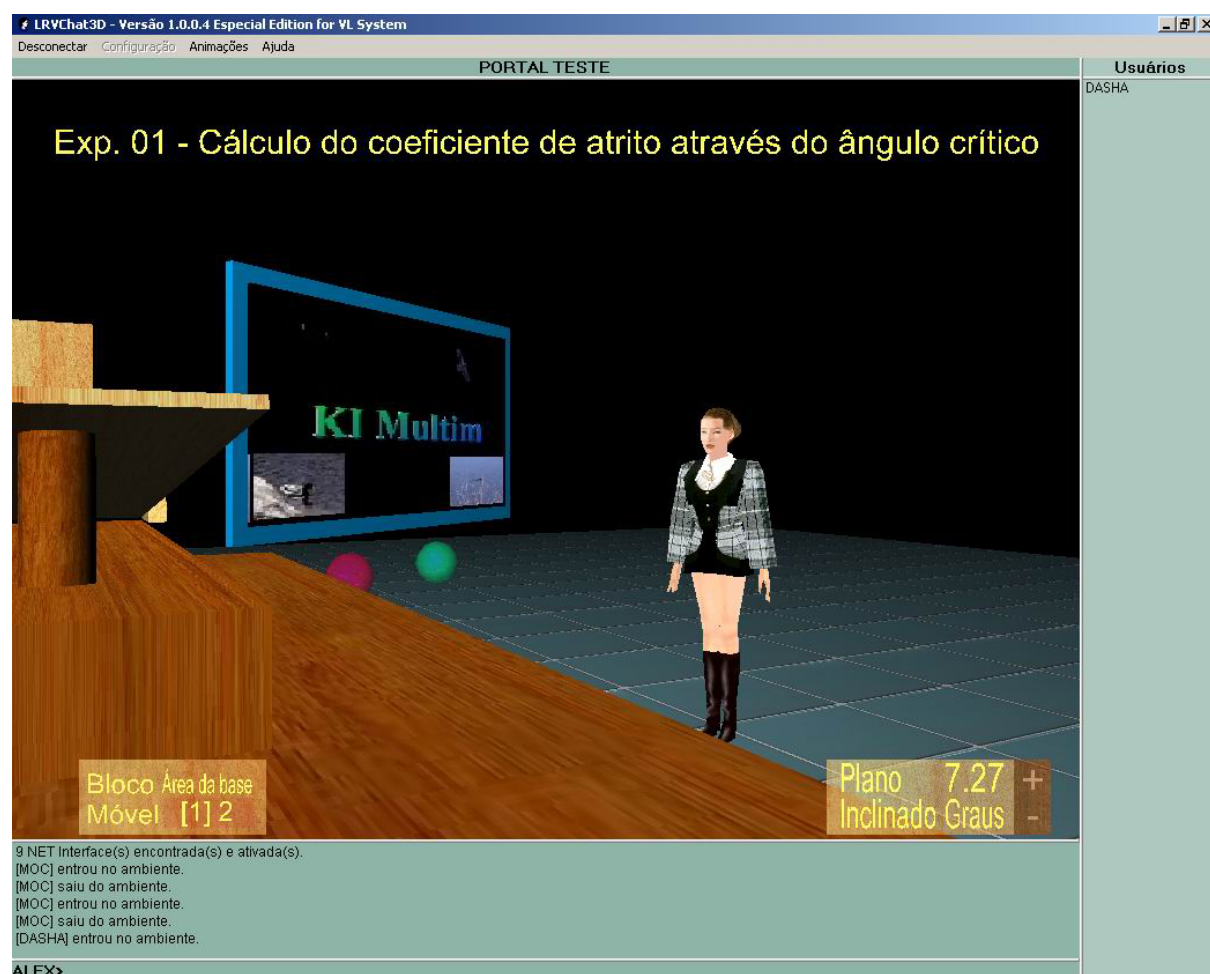 LRVChat3D - Versão 1.0.0.4 Especial Edition for VL System
Desconectar Configuração Animações Ajuda
PORTAL TESTE
Usuários
DASHA
Exp. 01 - Cálculo do coeficiente de atrito através do ângulo crítico
KI Multim
Bloco Área da base
Móvel [1] 2
Plano 7.27 +
Inclinado Graus -
9 NET Interface(s) encontrada(s) e ativada(s).
[MOC] entrou no ambiente.
[MOC] saiu do ambiente.
[MOC] entrou no ambiente.
[MOC] saiu do ambiente.
[DASHA] entrou no ambiente.
ALEX>